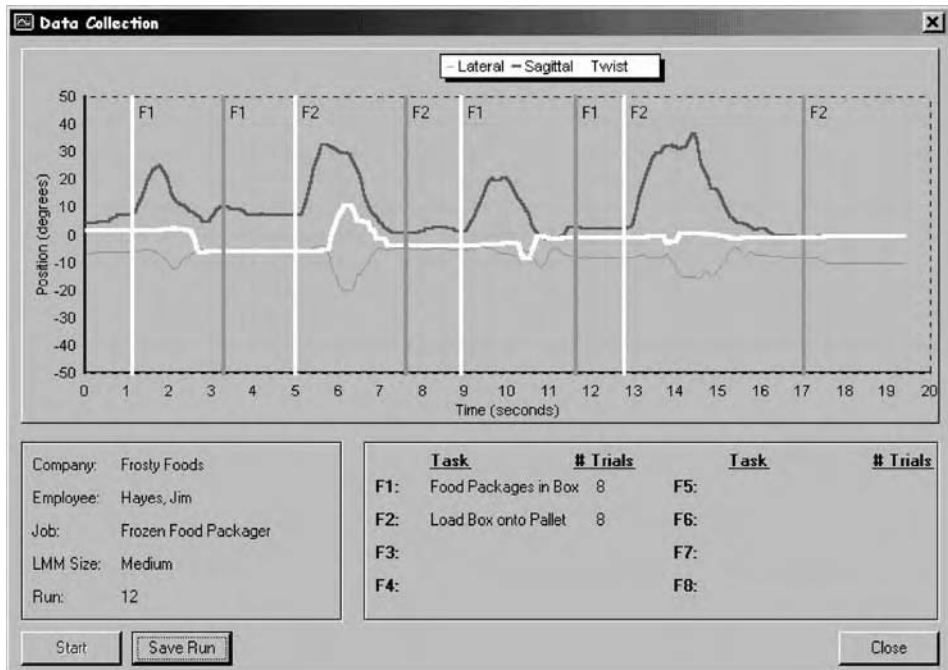 Data Collection
- Lateral - Sagittal Twist
50
40
30
20
10
0
-10
-20
-30
-40
-50
Position (degrees)
F1 F1 F2 F2 F1 F1 F2 F2
0 1 2 3 4 5 6 7 8 9 10 11 12 13 14 15 16 17 18 19 20
Time (seconds)
Company: Frosty Foods
Employee: Hayes, Jim
Job: Frozen Food Packager
LMM Size: Medium
Run: 12
Task # Trials Task # Trials
F1: Food Packages in Box 8 F5:
F2: Load Box onto Pallet 8 F6:
F3: F7:
F4: F8:
Start Save Run Close